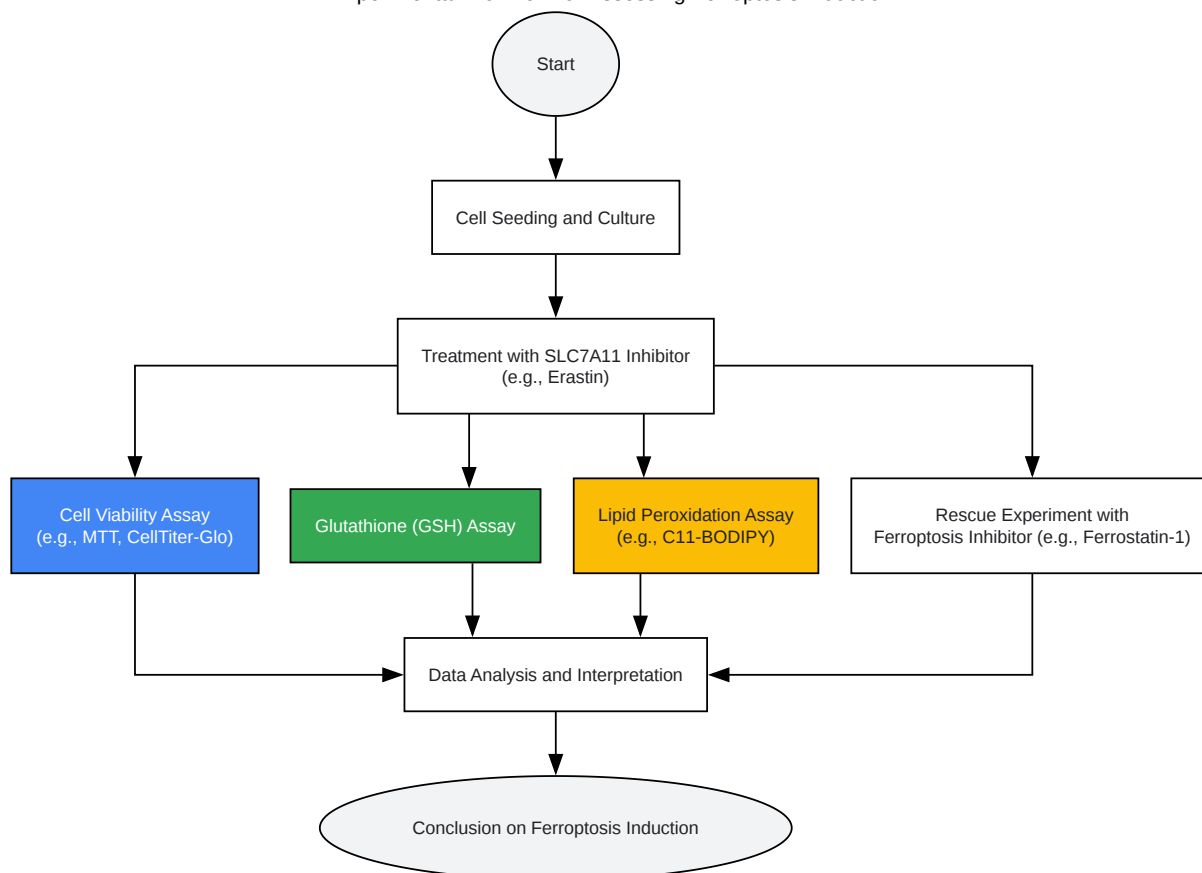 Start
Cell Seeding and Culture
Treatment with SLC7A11 Inhibitor
(e.g., Erastin)
Cell Viability Assay
(e.g., MTT, CellTiter-Glo)
Glutathione (GSH) Assay
Lipid Peroxidation Assay
(e.g., C11-BODIPY)
Rescue Experiment with
Ferroptosis Inhibitor (e.g., Ferrostatin-1)
Data Analysis and Interpretation
Conclusion on Ferroptosis Induction